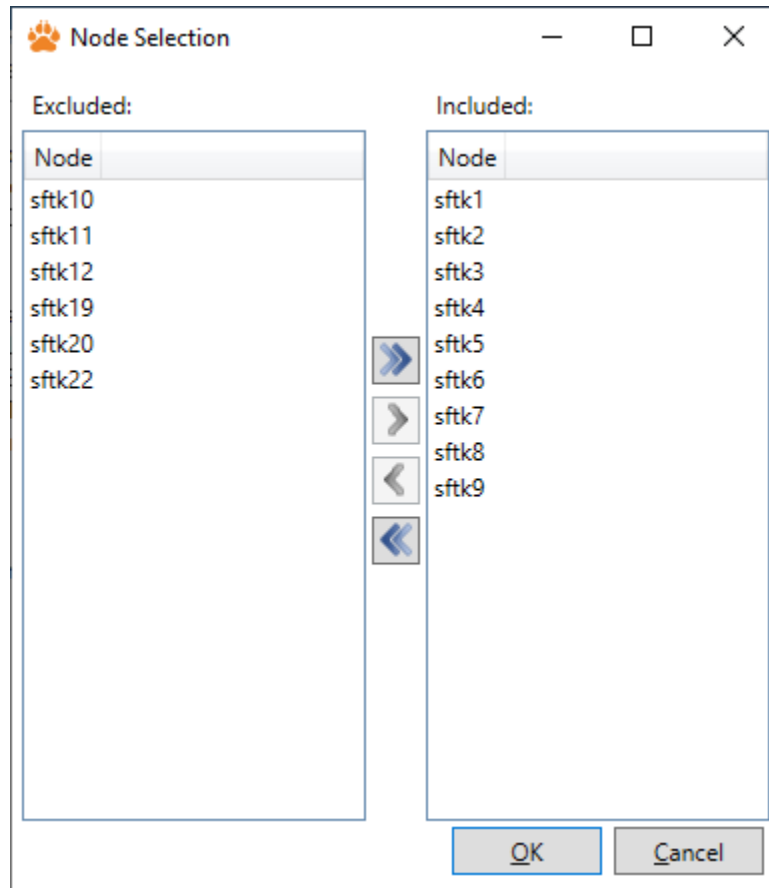 Node Selection
Excluded:
Node
sftk10
sftk11
sftk12
sftk19
sftk20
sftk22
Included:
Node
sftk1
sftk2
sftk3
sftk4
sftk5
sftk6
sftk7
sftk8
sftk9
OK
Cancel